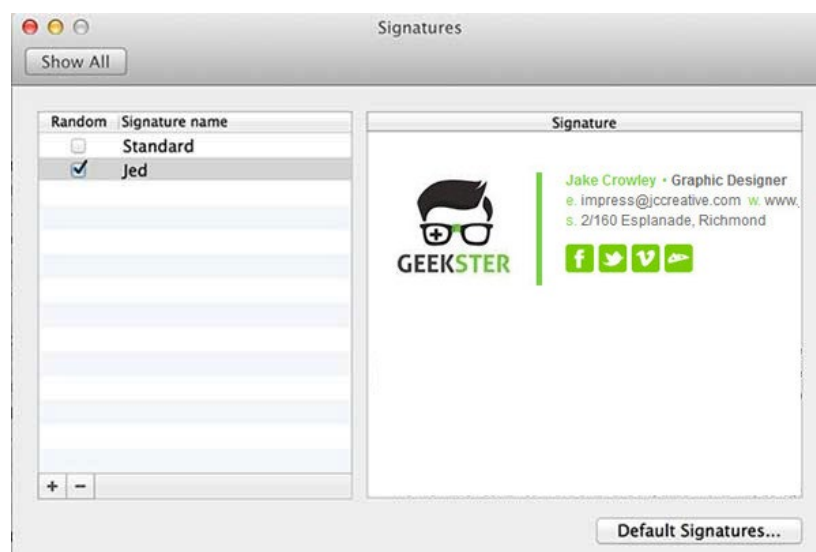 Signatures
Show All
Random Signature name
Standard
Jed
Signature
Jake Crowley • Graphic Designer
e. impress@jccreative.com w. www.
s. 2/160 Esplanade, Richmond
GEEKSTER
Default Signatures...